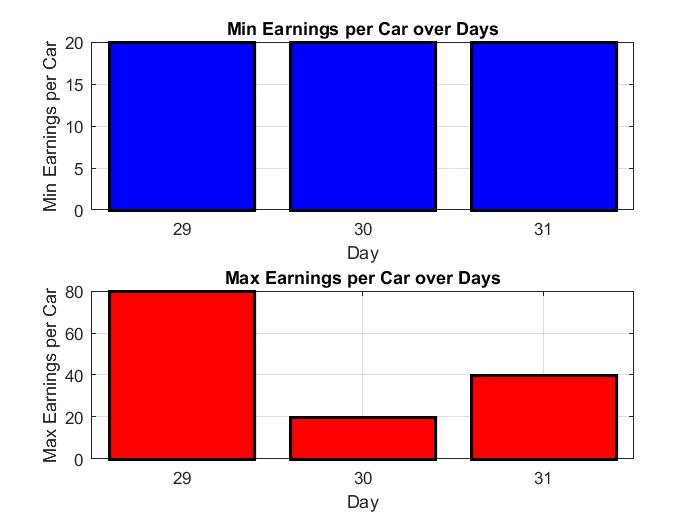 Min Earnings per Car over Days
Min Earnings per Car
20
15
10
5
0
29 30 31
Day
Max Earnings per Car over Days
Max Earnings per Car
80
60
40
20
0
29 30 31
Day